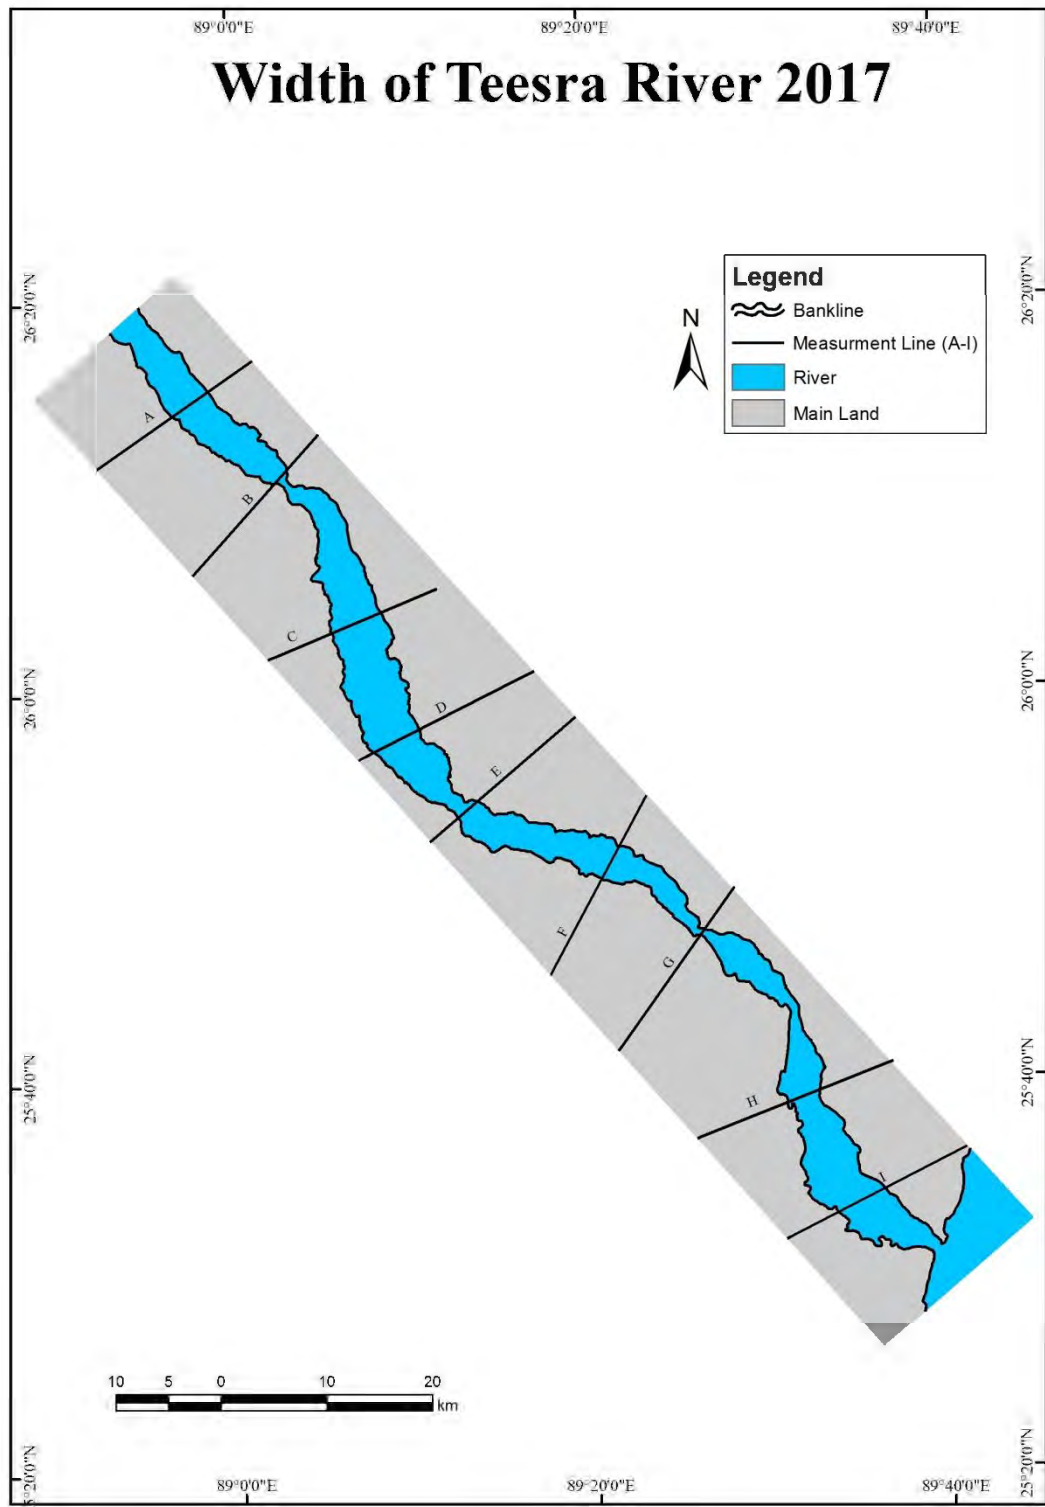 89°0'0"E 89°20'0"E 89°40'0"E
Width of Teesra River 2017
26°20'0"N
26°20'0"N
Legend
Bankline
Measurment Line (A-I)
River
Main Land
N
A
B
C
D
E
F
G
H
I
26°0'0"N
26°0'0"N
25°40'0"N
25°40'0"N
10 5 0 10 20
km
5°20'0"N
25°20'0"N
89°0'0"E 89°20'0"E 89°40'0"E